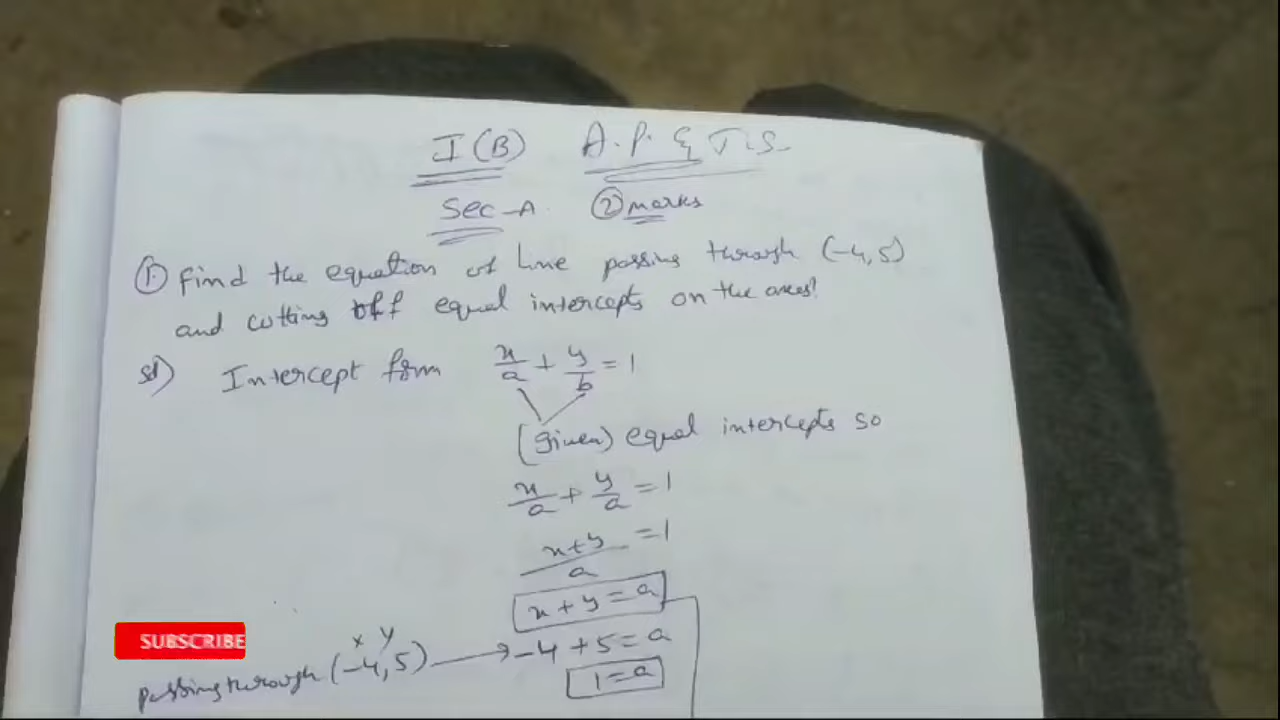 I(B) A.P & T.S.
Sec-A. ② marks
① Find the equation of line passing through (-4,5)
and cutting off equal intercepts on the axes?
Sol) Intercept form x/a + y/b = 1
(given) equal intercepts so
x/a + y/a = 1
x+y/a = 1
x + y = a
x y
passing through (-4,5) → -4 + 5 = a
1 = a
SUBSCRIBE